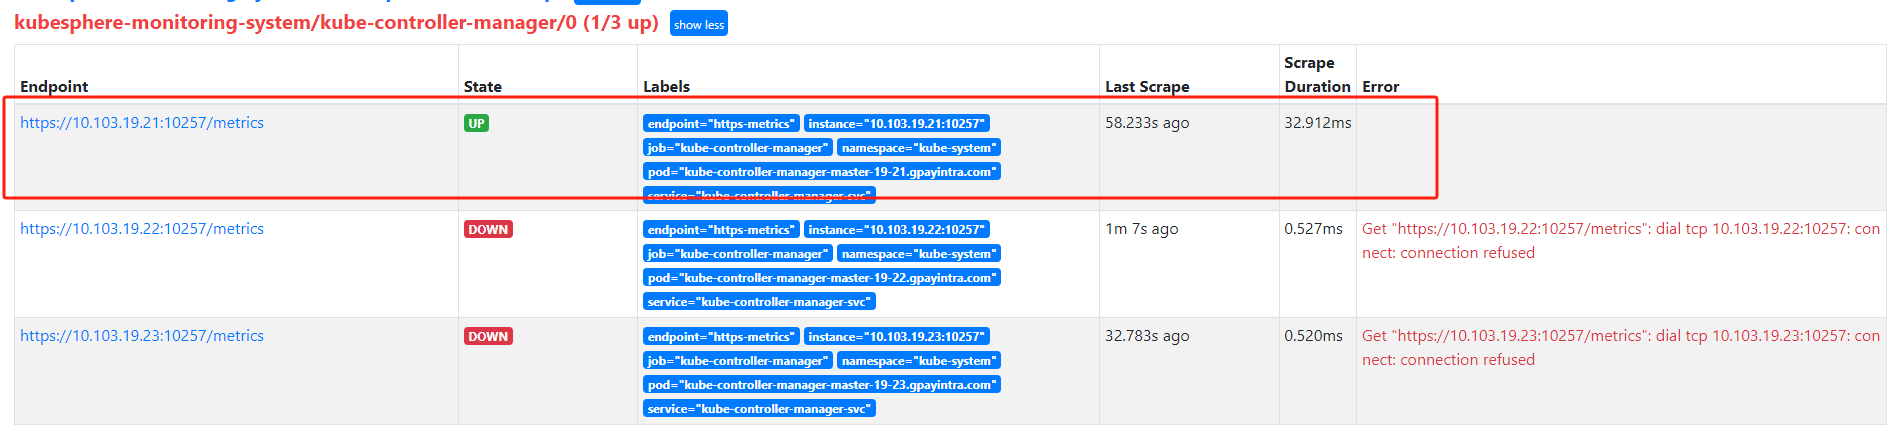 kubesphere-monitoring-system/kube-controller-manager/0 (1/3 up) show less
Endpoint State Labels Last Scrape Scrape Duration Error
https://10.103.19.21:10257/metrics UP endpoint="https-metrics" instance="10.103.19.21:10257" 58.233s ago 32.912ms
job="kube-controller-manager" namespace="kube-system"
pod="kube-controller-manager-master-19-21.gpayintra.com"
service="kube-controller-manager-svc"
https://10.103.19.22:10257/metrics DOWN endpoint="https-metrics" instance="10.103.19.22:10257" 1m 7s ago 0.527ms Get "https://10.103.19.22:10257/metrics": dial tcp 10.103.19.22:10257: con
job="kube-controller-manager" namespace="kube-system" nect: connection refused
pod="kube-controller-manager-master-19-22.gpayintra.com"
service="kube-controller-manager-svc"
https://10.103.19.23:10257/metrics DOWN endpoint="https-metrics" instance="10.103.19.23:10257" 32.783s ago 0.520ms Get "https://10.103.19.23:10257/metrics": dial tcp 10.103.19.23:10257: con
job="kube-controller-manager" namespace="kube-system" nect: connection refused
pod="kube-controller-manager-master-19-23.gpayintra.com"
service="kube-controller-manager-svc"